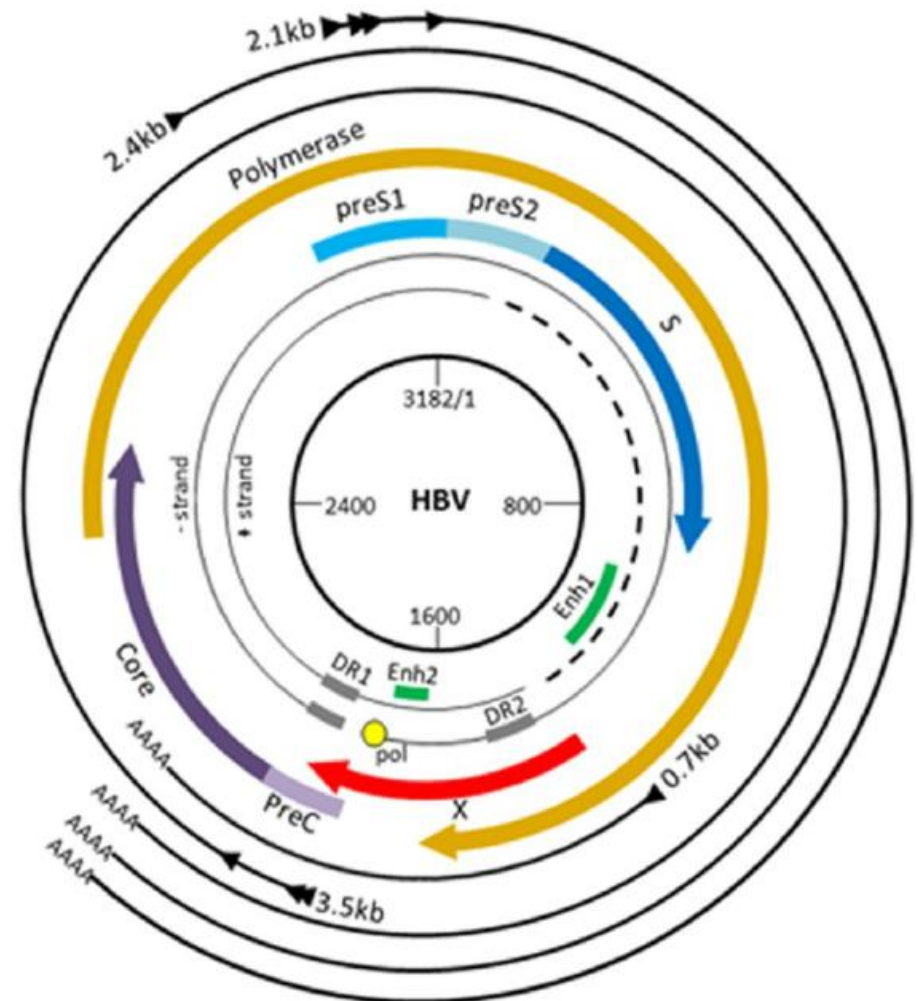 2.1kb
2.4kb
Polymerase
preS1
preS2
S
3182/1
- strand
+ strand
2400
HBV
800
1600
Enh1
DR1
Enh2
DR2
pol
Core
PreC
X
0.7kb
3.5kb
AAAA
AAAA
AAAA
AAAA